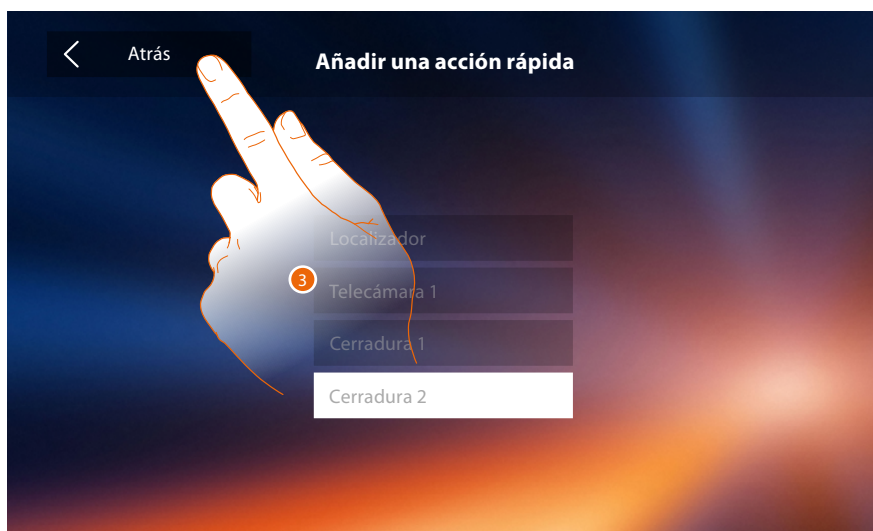 Atrás
Añadir una acción rápida
Localizador
3
Telecámara 1
Cerradura 1
Cerradura 2